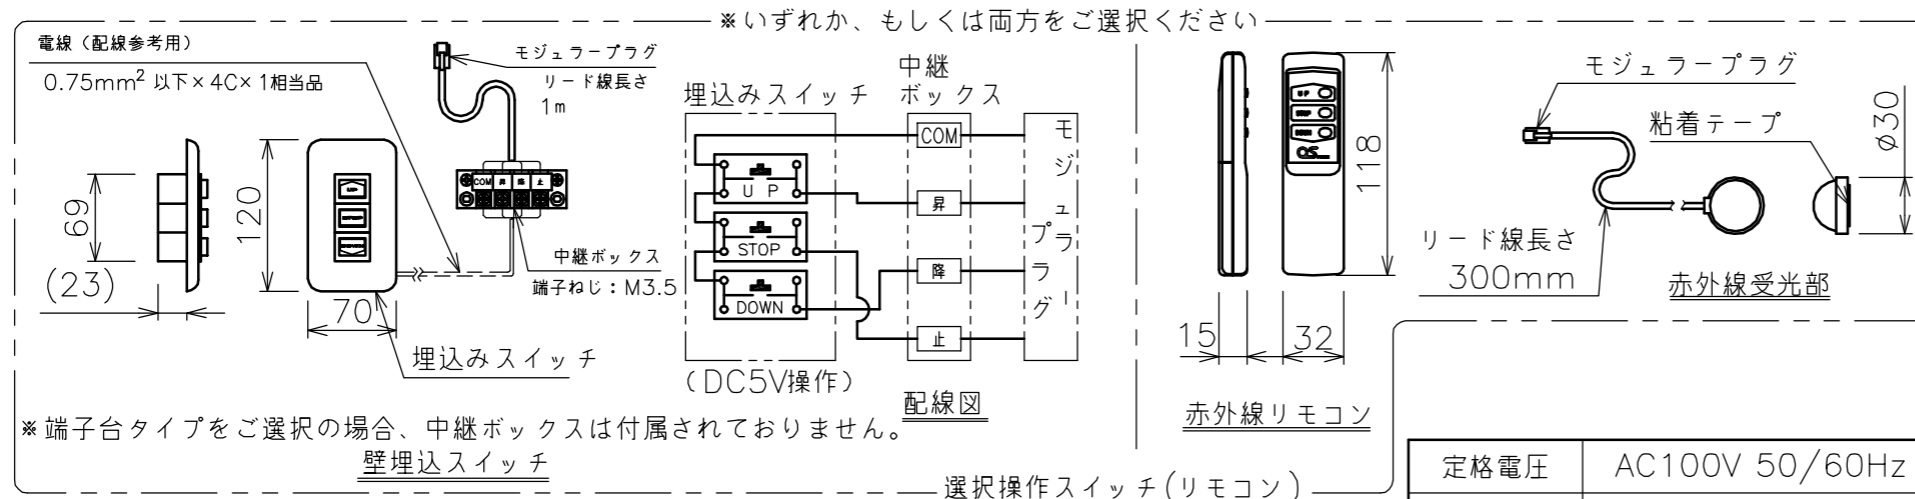 ※いずれか、もしくは両方をご選択ください
電線（配線参考用）
0.75mm² 以下×4C×1相当品
モジュラープラグ
リード線長さ
1m
69
(23)
120
70
COM 昇 降 止
中継ボックス
端子ねじ：M3.5
埋込みスイッチ
埋込みスイッチ
中継
ボックス
COM
UP
昇
STOP
降
DOWN
止
モジュラープラグ
(DC5V操作)
配線図
※端子台タイプをご選択の場合、中継ボックスは付属されておりません。
壁埋込スイッチ
UP
STOP
DOWN
OS
118
15
32
赤外線リモコン
モジュラープラグ
粘着テープ
ø30
リード線長さ
300mm
赤外線受光部
選択操作スイッチ(リモコン)
定格電圧 AC100V 50/60Hz